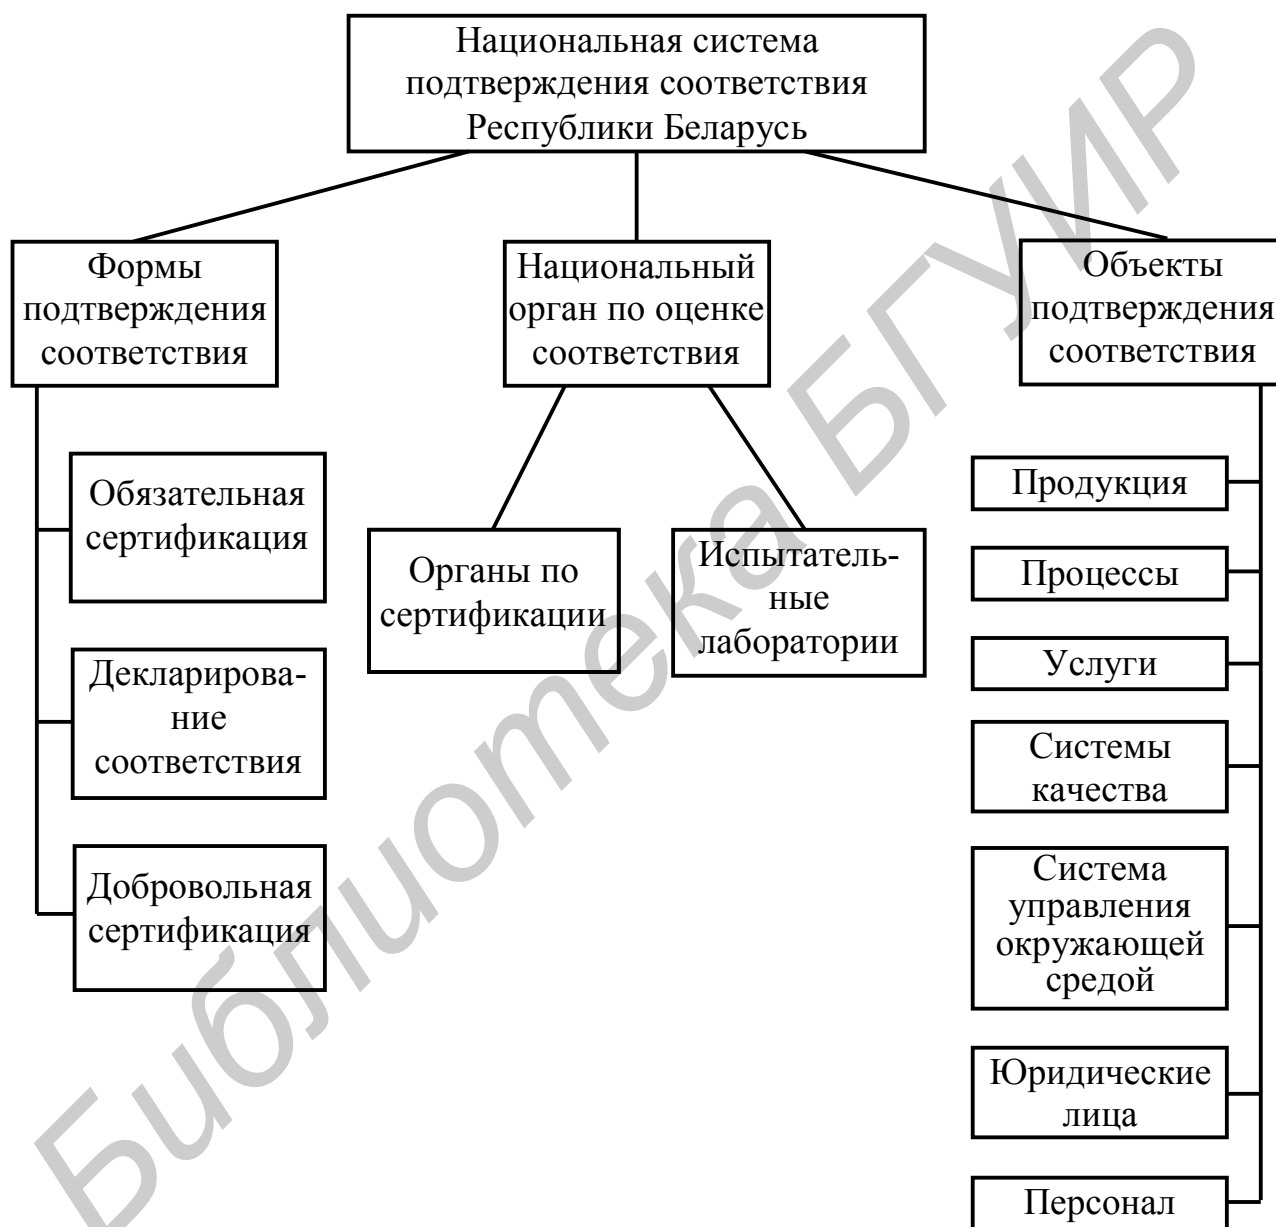 Национальная система
подтверждения соответствия
Республики Беларусь
Формы
подтверждения
соответствия
Национальный
орган по оценке
соответствия
Объекты
подтверждения
соответствия
Обязательная
сертификация
Декларирова-
ние
соответствия
Добровольная
сертификация
Органы по
сертификации
Испытатель-
ные
лаборатории
Продукция
Процессы
Услуги
Системы
качества
Система
управления
окружающей
средой
Юридические
лица
Персонал
Библиотека БГУИР